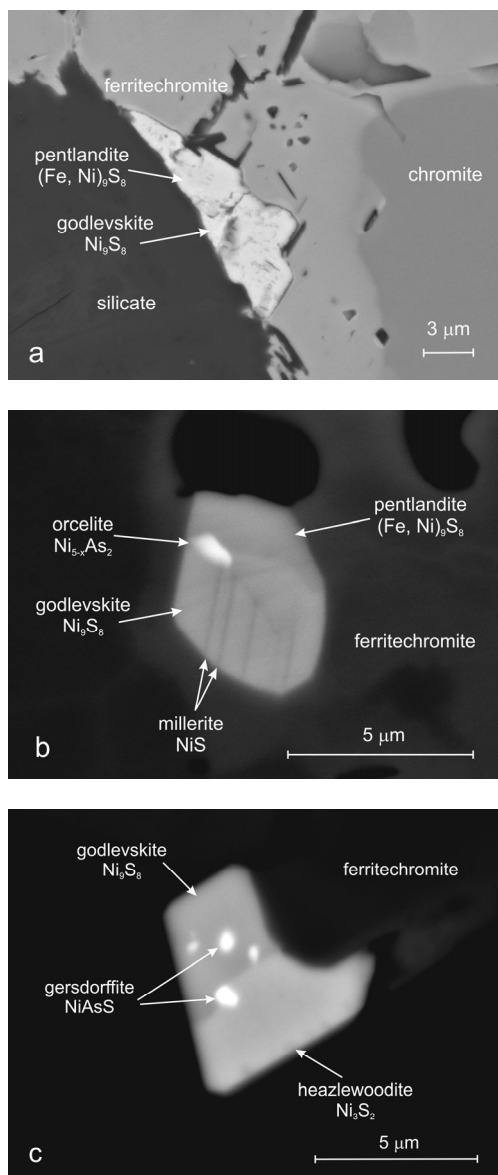 ferritechromite
pentlandite
(Fe, Ni)₉S₈
chromite
godlevskite
Ni₉S₈
silicate
3 μm
a
orcelite
Ni₅₋ₓAs₂
pentlandite
(Fe, Ni)₉S₈
godlevskite
Ni₉S₈
ferritechromite
millerite
NiS
5 μm
b
godlevskite
Ni₉S₈
ferritechromite
gersdorffite
NiAsS
heazlewoodite
Ni₃S₂
5 μm
c